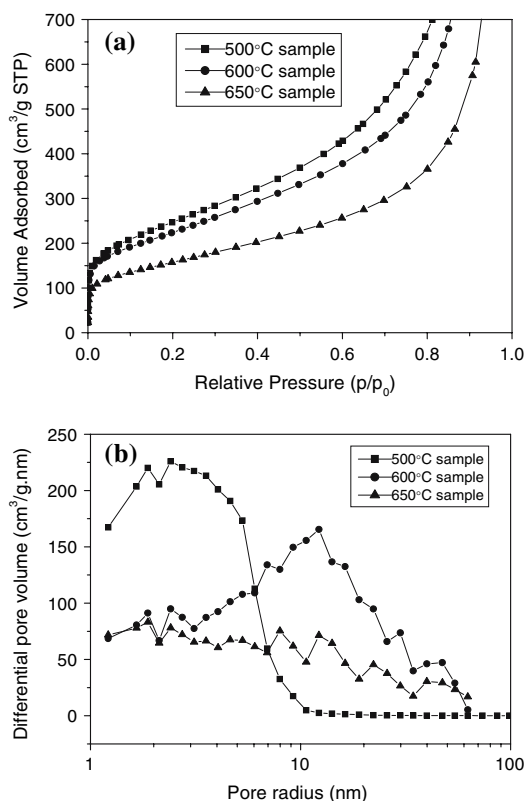 (a)
500°C sample
600°C sample
650°C sample
700
600
500
400
300
200
100
0
Volume Adsorbed (cm³/g STP)
0.0 0.2 0.4 0.6 0.8 1.0
Relative Pressure (p/p₀)
(b)
500°C sample
600°C sample
650°C sample
250
200
150
100
50
0
Differential pore volume (cm³/g.nm)
1 10 100
Pore radius (nm)